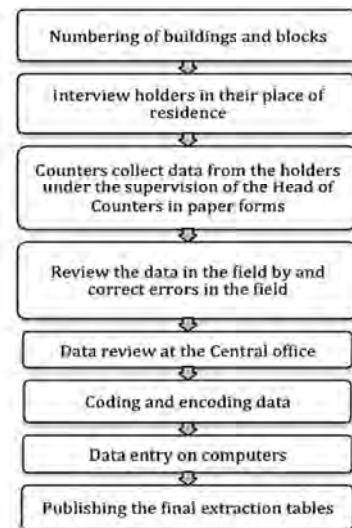 Numbering of buildings and blocks
interview holders in their place of
residence
Counters collect data from the holders
under the supervision of the Head of
Counters in paper forms
Review the data in the field by and
correct errors in the field
Data review at the Central office
Coding and encoding data
Data entry on computers
Publishing the final extraction tables